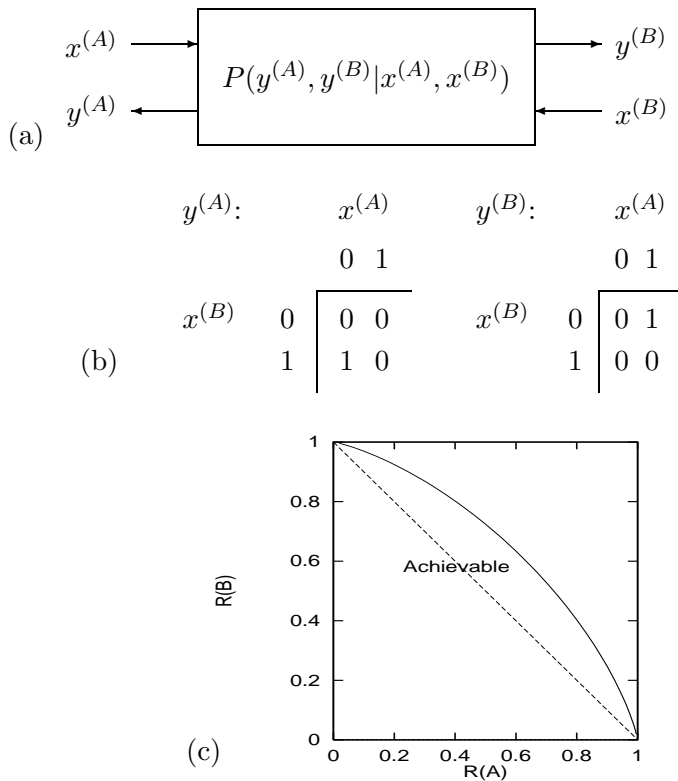 x^(A) y^(B)
P(y^(A), y^(B)|x^(A), x^(B))
y^(A) x^(B)
(a)
y^(A): x^(A) y^(B): x^(A)
0 1 0 1
x^(B) 0 0 0 x^(B) 0 0 1
1 1 0 1 0 0
(b)
1
0.8
0.6
Achievable
R(B)
0.4
0.2
0
0 0.2 0.4 0.6 0.8 1
R(A)
(c)